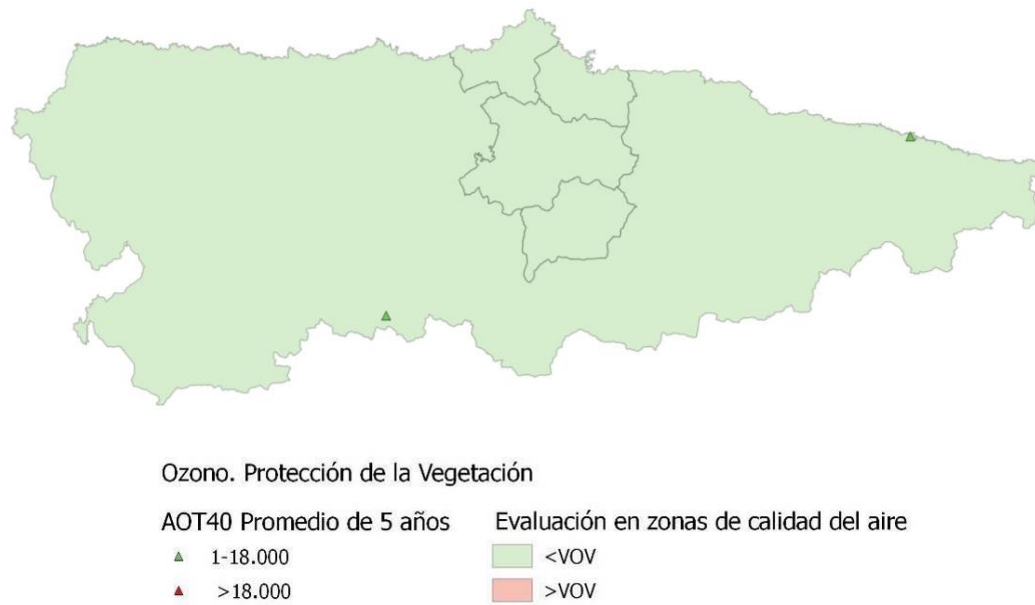 Ozono. Protección de la Vegetación
AOT40 Promedio de 5 años
1-18.000
>18.000
Evaluación en zonas de calidad del aire
<VOV
>VOV